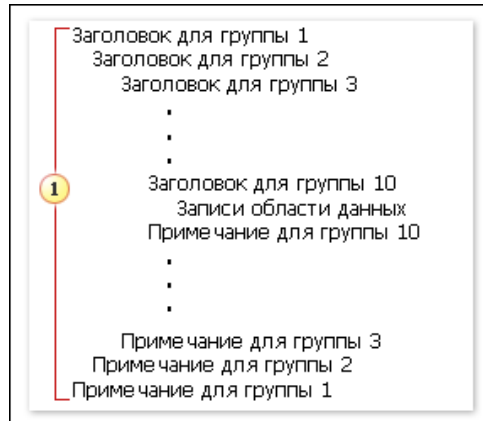 Заголовок для группы 1
Заголовок для группы 2
Заголовок для группы 3
.
.
.
1
Заголовок для группы 10
Записи области данных
Примечание для группы 10
.
.
.
Примечание для группы 3
Примечание для группы 2
Примечание для группы 1